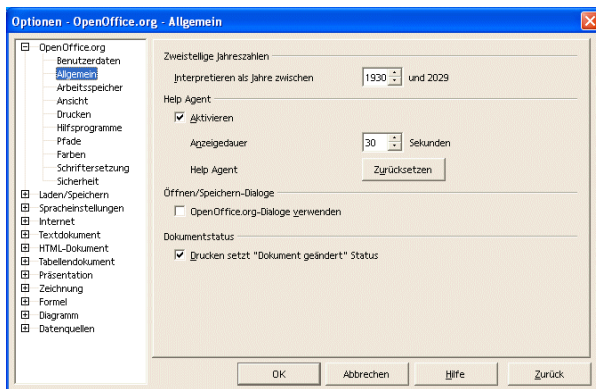 Optionen - OpenOffice.org - Allgemein
OpenOffice.org
Benutzerdaten
Allgemein
Arbeitsspeicher
Ansicht
Drucken
Hilfsprogramme
Pfade
Farben
Schriftersetzung
Sicherheit
Laden/Speichern
Spracheinstellungen
Internet
Textdokument
HTML-Dokument
Tabellendokument
Präsentation
Zeichnung
Formel
Diagramm
Datenquellen
Zweistellige Jahreszahlen
Interpretieren als Jahre zwischen 1930 und 2029
Help Agent
Aktivieren
Anzeigedauer 30 Sekunden
Help Agent Zurücksetzen
Öffnen/Speichern-Dialoge
OpenOffice.org-Dialoge verwenden
Dokumentstatus
Drucken setzt "Dokument geändert" Status
OK Abbrechen Hilfe Zurück